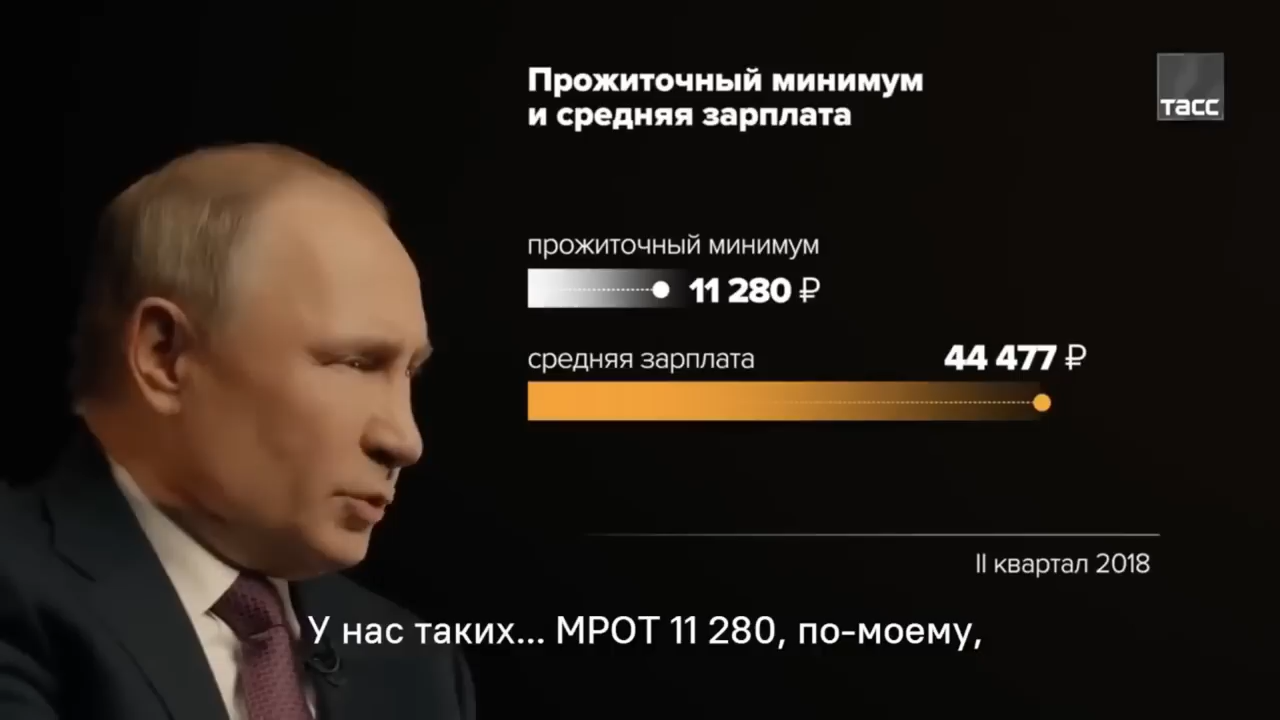 Прожиточный минимум
и средняя зарплата
тасс
прожиточный минимум
11 280 ₽
средняя зарплата
44 477 ₽
II квартал 2018
У нас таких... МРОТ 11 280, по-моему,